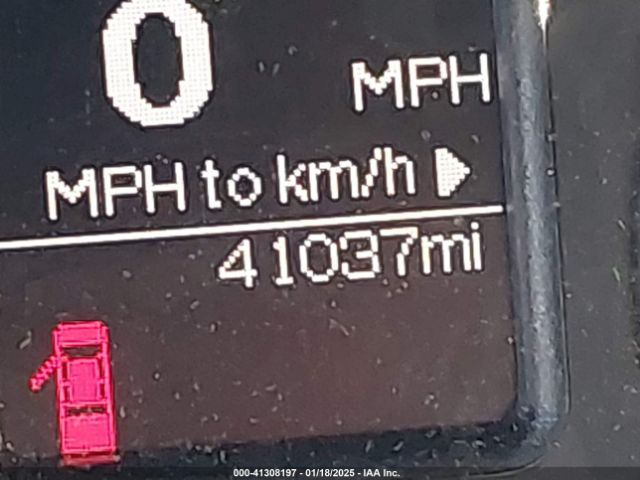 0 MPH
MPH to km/h ▶
41037mi
000-41308197 - 01/18/2025 - IAA Inc.